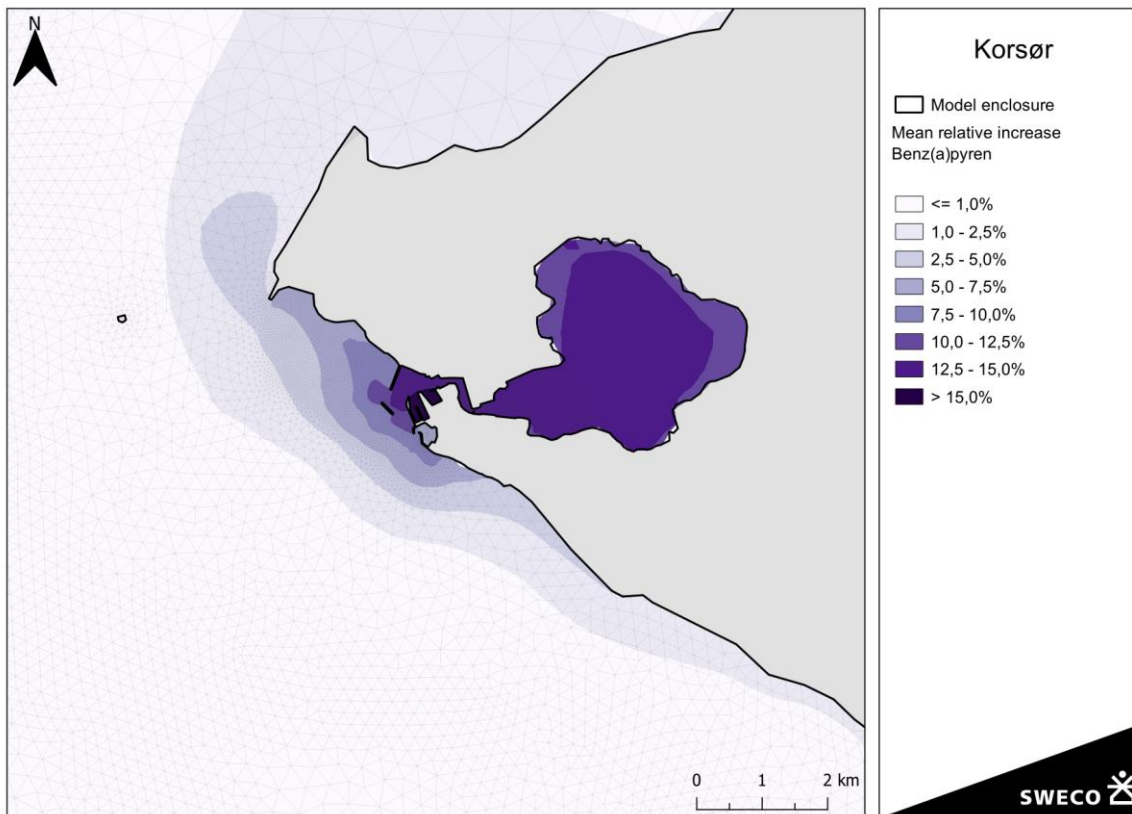 N
0 1 2 km
Korsør
Model enclosure
Mean relative increase
Benz(a)pyren
<= 1,0%
1,0 - 2,5%
2,5 - 5,0%
5,0 - 7,5%
7,5 - 10,0%
10,0 - 12,5%
12,5 - 15,0%
> 15,0%
SWECO